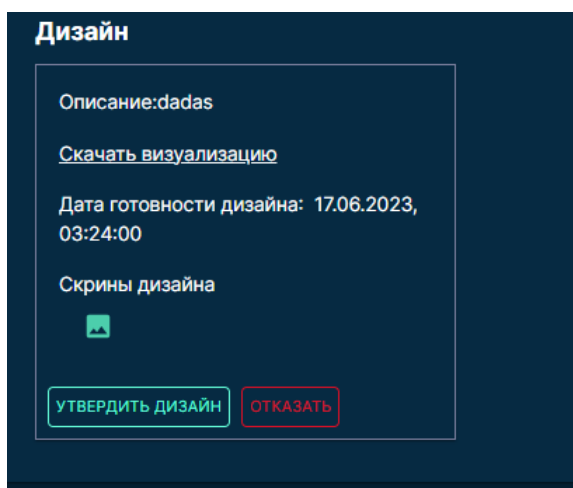 Дизайн
Описание:dadas
Скачать визуализацию
Дата готовности дизайна: 17.06.2023,
03:24:00
Скрины дизайна
УТВЕРДИТЬ ДИЗАЙН ОТКАЗАТЬ